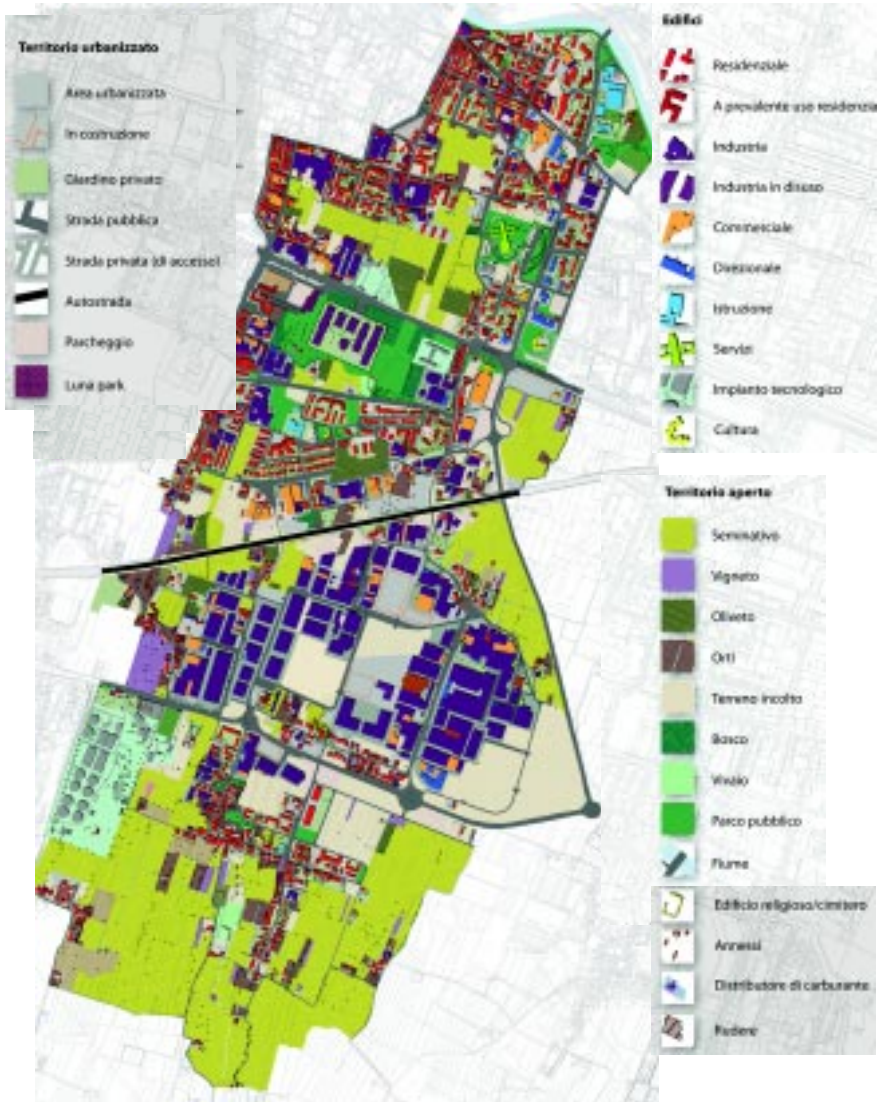 Territorio urbanizzato
Area urbanizzata
In costruzione
Giardino privato
Strada pubblica
Strada privata (di accesso)
Autostrada
Parcheggio
Luna park
Edifici
Residenziale
A prevalente uso residenzia
Industria
Industria in disuso
Commerciale
Direzionale
Istruzione
Servizi
Impianto tecnologico
Cultura
Territorio aperto
Seminativo
Vigneto
Oliveto
Orti
Terreno incolto
Bosco
Vivaio
Parco pubblico
Fiume
Edificio religioso/cimitero
Annessi
Distributore di carburante
Rudere